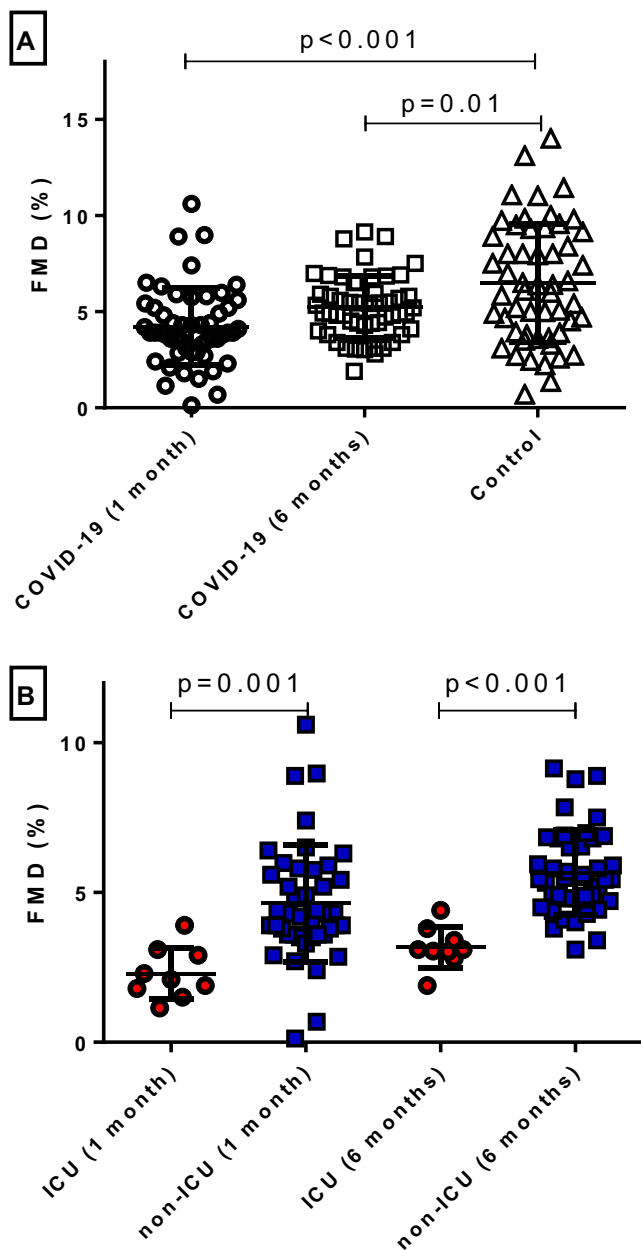 A
p<0.001
p=0.01
15
10
5
0
FMD (%)
COVID-19 (1 month)
COVID-19 (6 months)
Control
B
p=0.001
p<0.001
10
5
0
FMD (%)
ICU (1 month)
non-ICU (1 month)
ICU (6 months)
non-ICU (6 months)